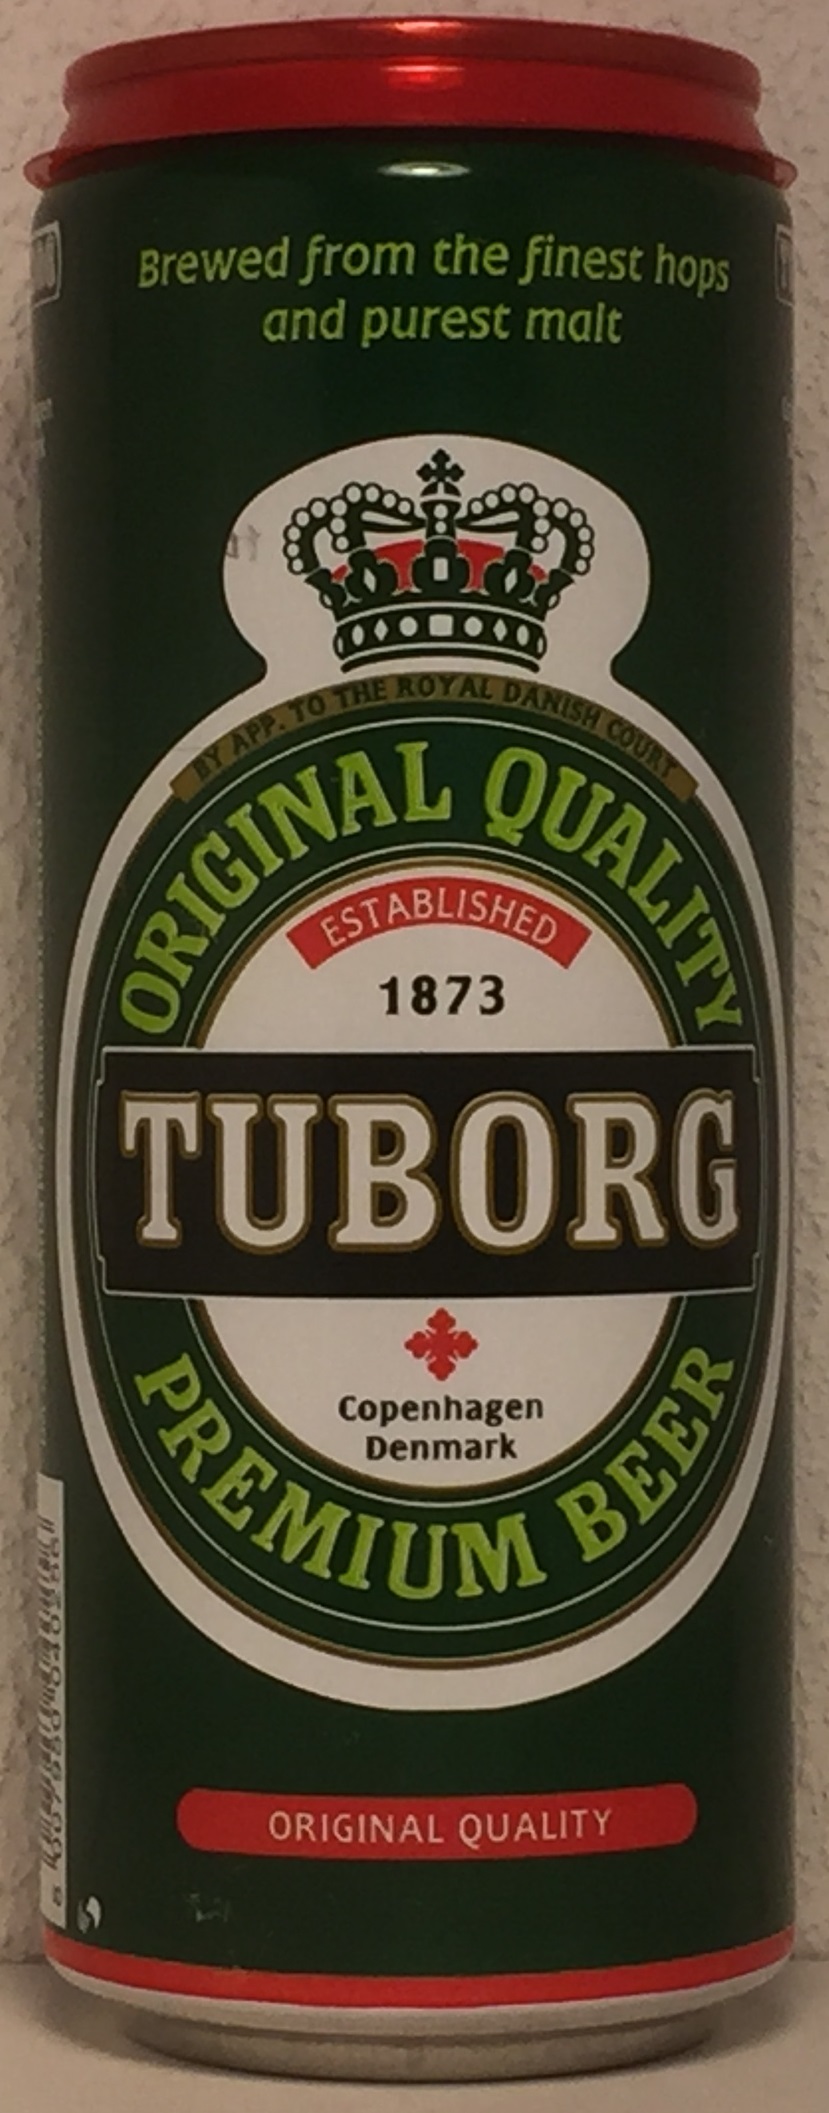 Brewed from the finest hops
and purest malt
BY APP. TO THE ROYAL DANISH COURT
ORIGINAL QUALITY
ESTABLISHED
1873
TUBORG
Copenhagen
Denmark
PREMIUM BEER
ORIGINAL QUALITY